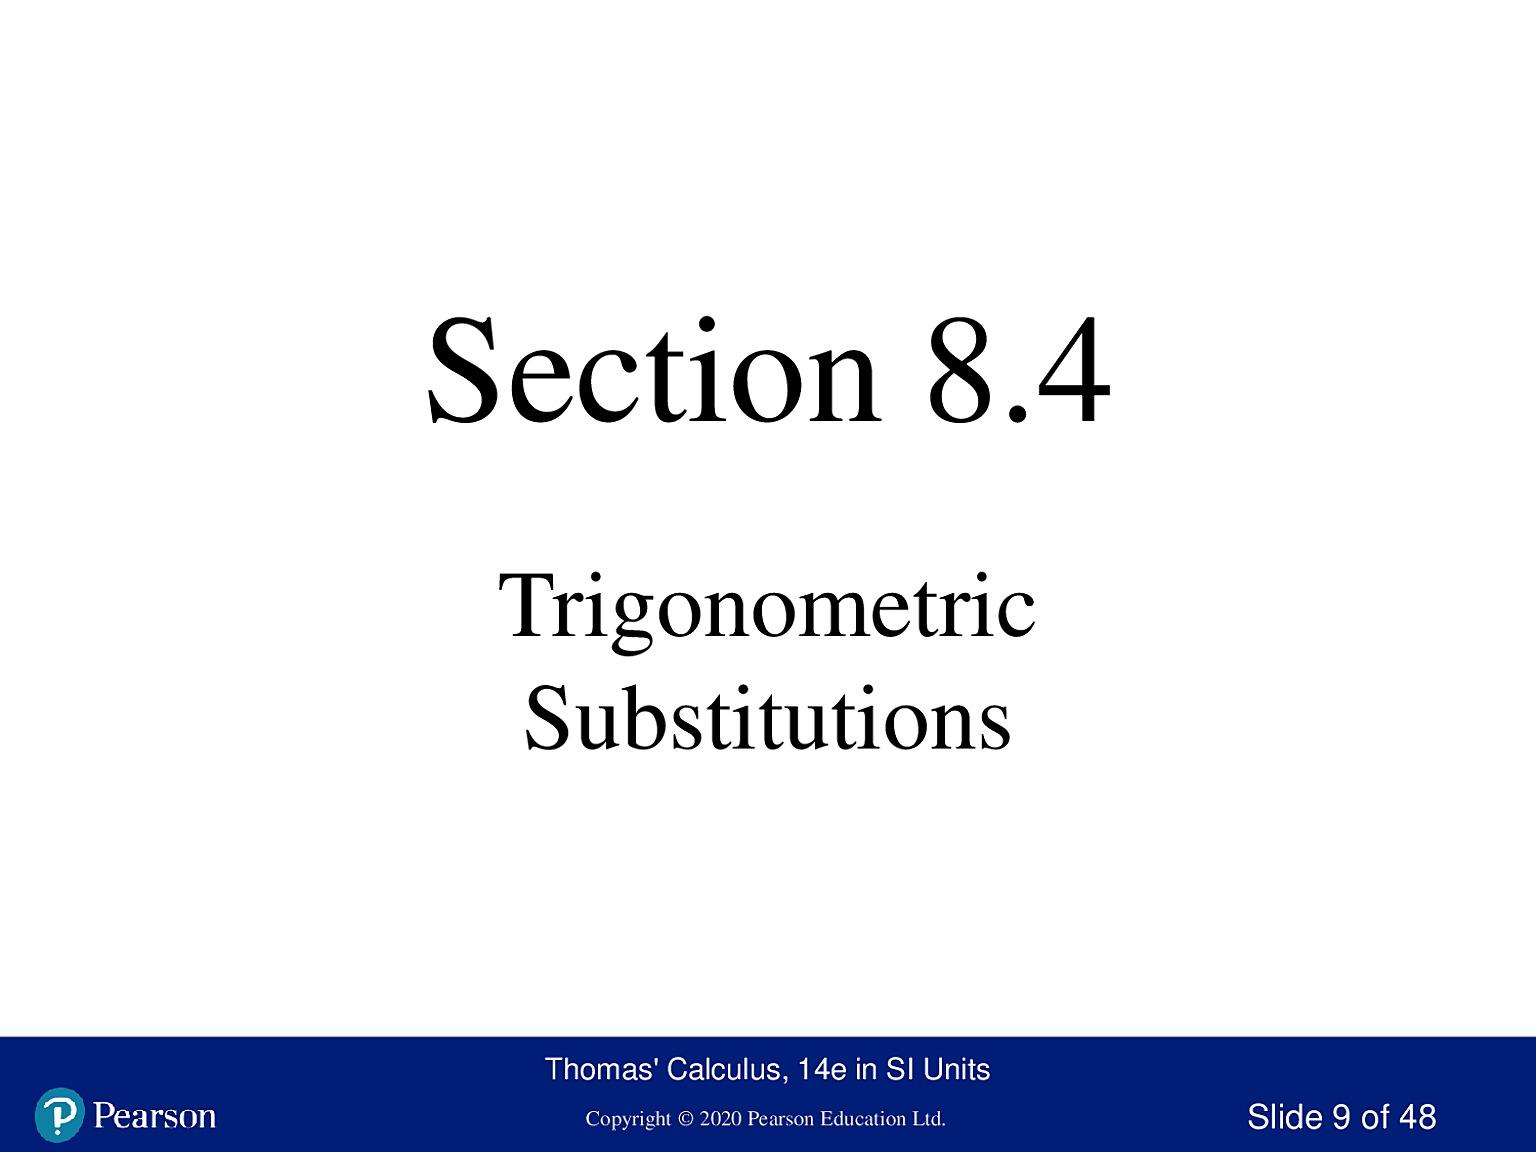 Section 8.4
Trigonometric
Substitutions
Thomas' Calculus, 14e in SI Units
Pearson
Copyright © 2020 Pearson Education Ltd.
Slide 9 of 48